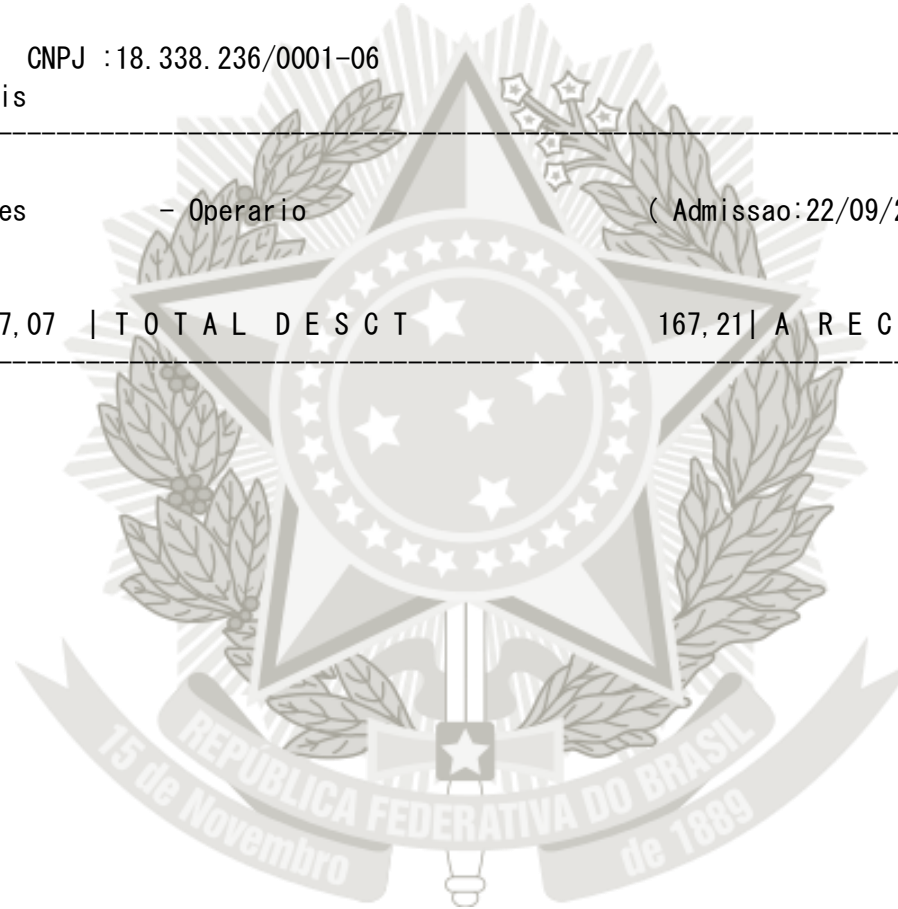 CNPJ :18.338.236/0001-06
is
es - Operario ( Admissao:22/09/2
7,07 | T O T A L D E S C T 167,21| A R E C
REPÚBLICA FEDERATIVA DO BRASIL
15 de Novembro de 1889